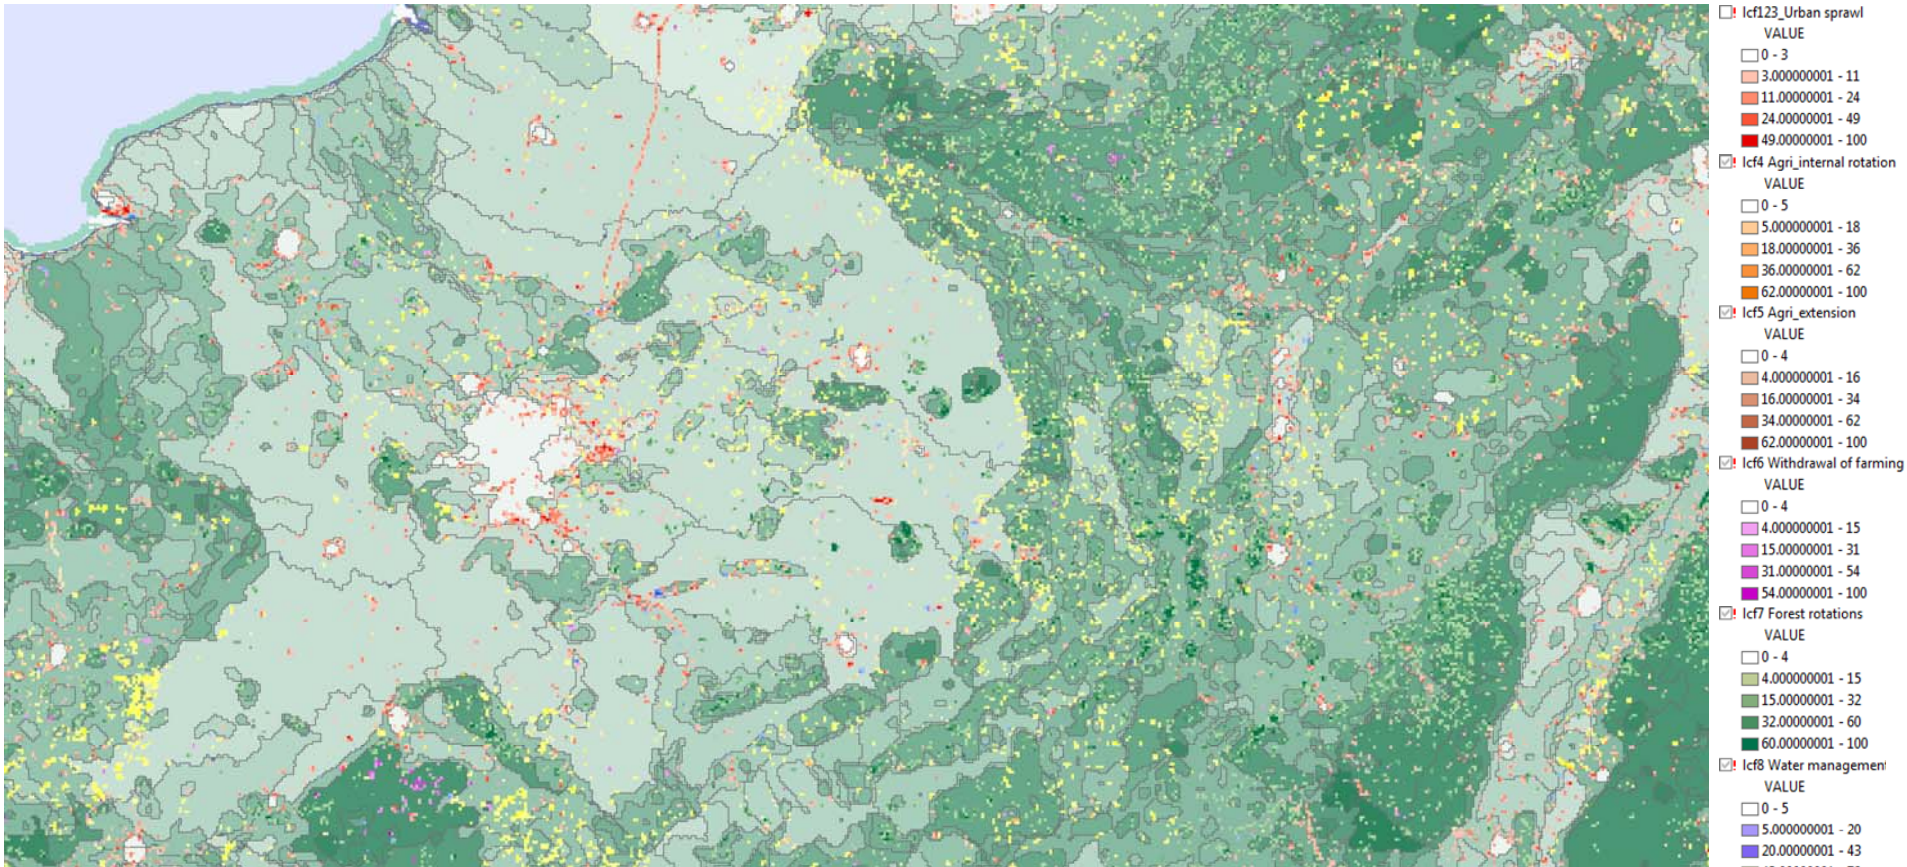 lcf123_Urban sprawl
VALUE
0 - 3
3.000000001 - 11
11.00000001 - 24
24.00000001 - 49
49.00000001 - 100
lcf4 Agri_internal rotation
VALUE
0 - 5
5.000000001 - 18
18.00000001 - 36
36.00000001 - 62
62.00000001 - 100
lcf5 Agri_extension
VALUE
0 - 4
4.000000001 - 16
16.00000001 - 34
34.00000001 - 62
62.00000001 - 100
lcf6 Withdrawal of farming
VALUE
0 - 4
4.000000001 - 15
15.00000001 - 31
31.00000001 - 54
54.00000001 - 100
lcf7 Forest rotations
VALUE
0 - 4
4.000000001 - 15
15.00000001 - 32
32.00000001 - 60
60.00000001 - 100
lcf8 Water management
VALUE
0 - 5
5.000000001 - 20
20.00000001 - 43